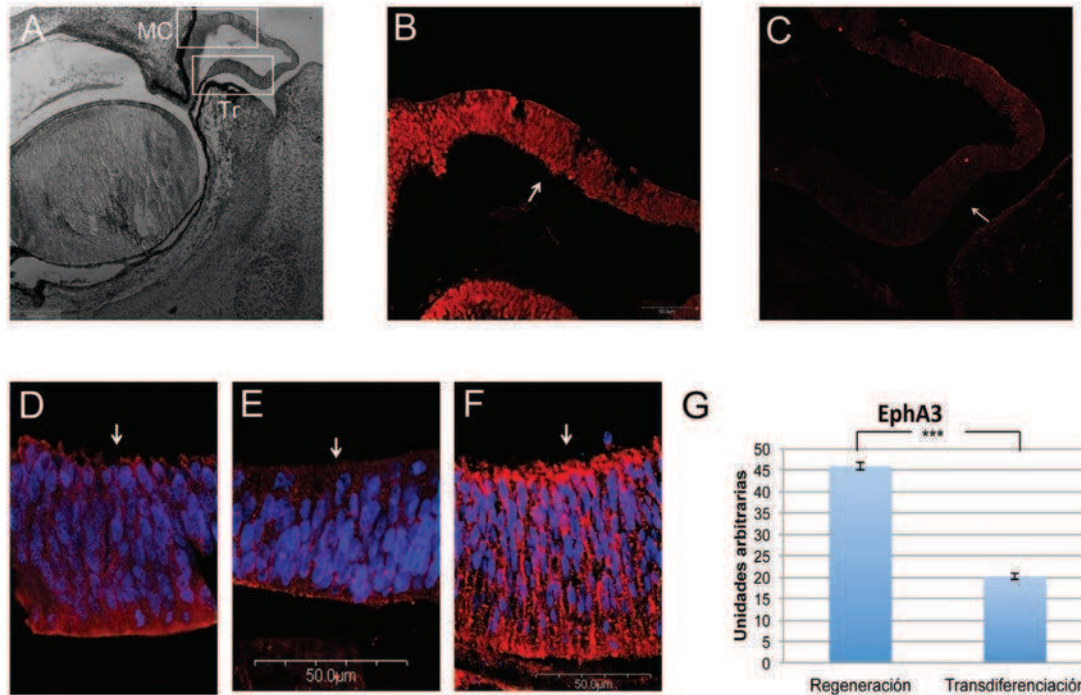 A
MC
Tr
B
C
D
E
50.0µm
F
50.0µm
G
EphA3
***
Unidades arbitrarias
50
45
40
35
30
25
20
15
10
5
0
Regeneración
Transdiferenciación